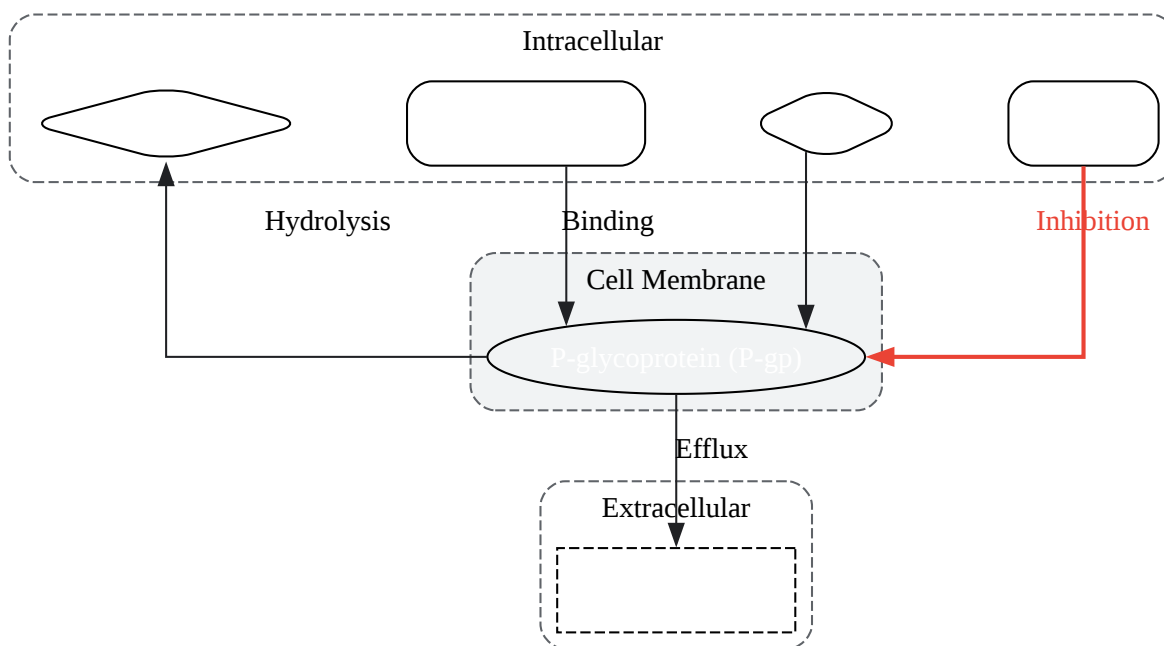 Intracellular
Hydrolysis
Binding
Inhibition
Cell Membrane
P-glycoprotein (P-gp)
Efflux
Extracellular